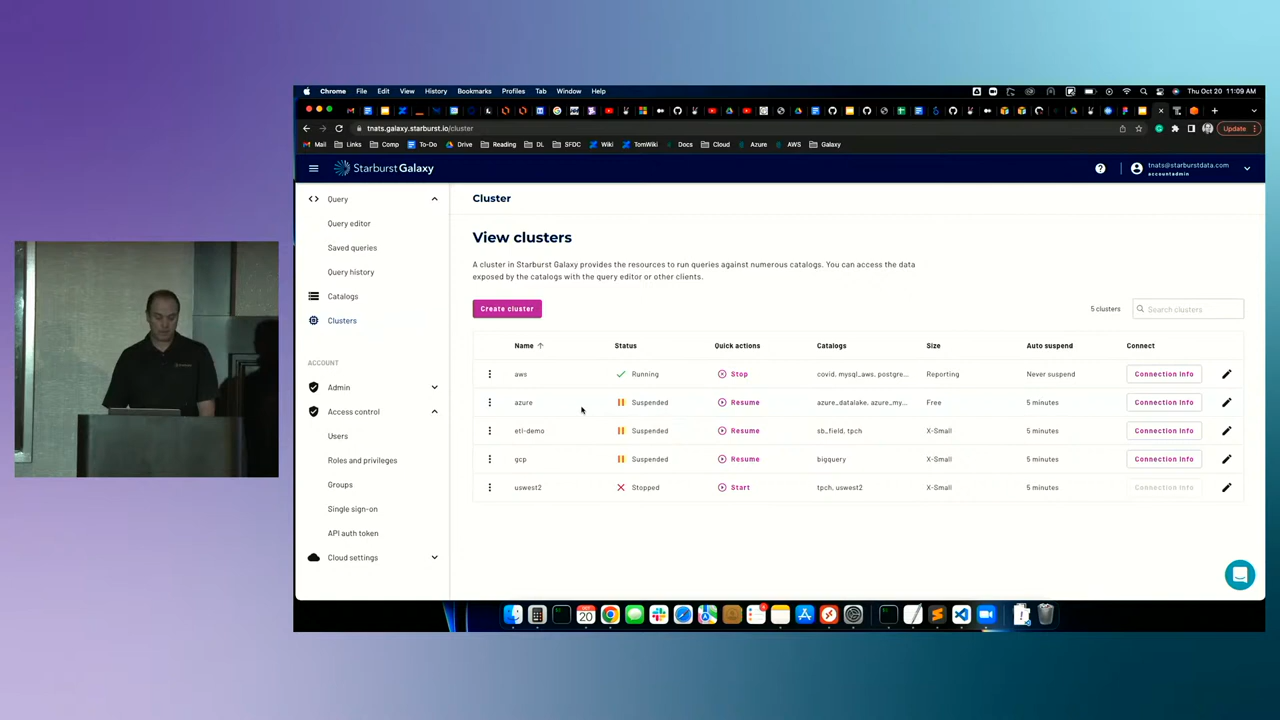 Chrome File Edit View History Bookmarks Profiles Tab Window Help
Thu Oct 20 11:09 AM
tnats.galaxy.starburst.io/cluster
Update
Mail Links Comp To-Do Drive Reading DL SFDC Wiki TomWiki Docs Cloud Azure AWS Galaxy
Starburst Galaxy
tnats@starburstdata.com
accountadmin
Query
Query editor
Saved queries
Query history
Catalogs
Clusters
ACCOUNT
Admin
Access control
Users
Roles and privileges
Groups
Single sign-on
API auth token
Cloud settings
Cluster
View clusters
A cluster in Starburst Galaxy provides the resources to run queries against numerous catalogs. You can access the data
exposed by the catalogs with the query editor or other clients.
Create cluster
5 clusters
Search clusters
Name Status Quick actions Catalogs Size Auto suspend Connect
aws Running Stop covid, mysql_aws, postgre... Reporting Never suspend Connection Info
azure Suspended Resume azure_datalake, azure_my... Free 5 minutes Connection Info
etl-demo Suspended Resume sb_field, tpch X-Small 5 minutes Connection Info
gcp Suspended Resume bigquery X-Small 5 minutes Connection Info
uswest2 Stopped Start tpch, uswest2 X-Small 5 minutes Connection Info